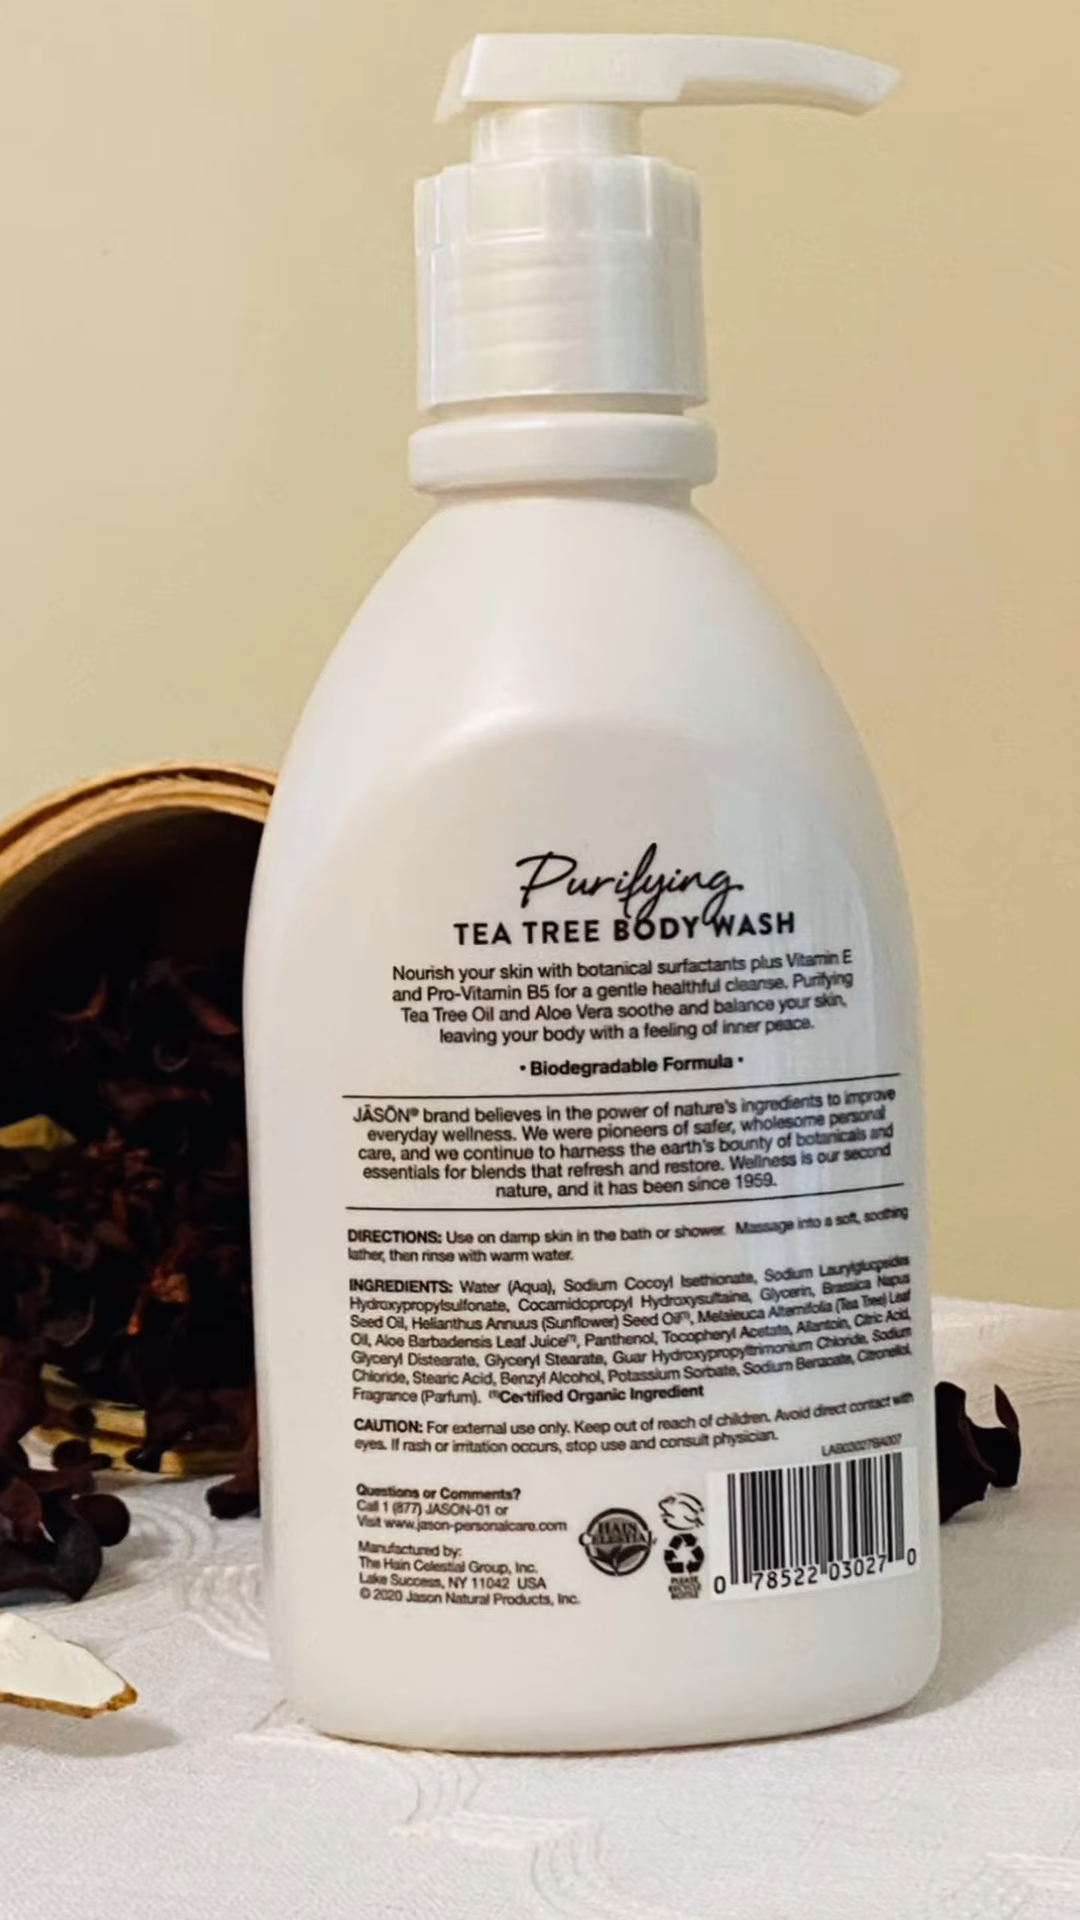 Purifying
TEA TREE BODY WASH
Nourish your skin with botanical surfactants plus Vitamin E
and Pro-Vitamin B5 for a gentle healthful cleanse. Purifying
Tea Tree Oil and Aloe Vera soothe and balance your skin,
leaving your body with a feeling of inner peace.
• Biodegradable Formula •
JĀSÖN® brand believes in the power of nature's ingredients to improve
everyday wellness. We were pioneers of safer, wholesome personal
care, and we continue to harness the earth's bounty of botanicals and
essentials for blends that refresh and restore. Wellness is our second
nature, and it has been since 1959.
DIRECTIONS: Use on damp skin in the bath or shower. Massage into a soft, soothing
lather, then rinse with warm water.
INGREDIENTS: Water (Aqua), Sodium Cocoyl Isethionate, Sodium Laurylglucosides
Hydroxypropylsulfonate, Cocamidopropyl Hydroxysultaine, Glycerin, Brassica Napus
Seed Oil, Helianthus Annuus (Sunflower) Seed Oil⁽¹⁾, Melaleuca Alternifolia (Tea Tree) Leaf
Oil, Aloe Barbadensis Leaf Juice⁽¹⁾, Panthenol, Tocopheryl Acetate, Allantoin, Citric Acid,
Glyceryl Distearate, Glyceryl Stearate, Guar Hydroxypropyltrimonium Chloride, Sodium
Chloride, Stearic Acid, Benzyl Alcohol, Potassium Sorbate, Sodium Benzoate, Citronellol,
Fragrance (Parfum). ⁽¹⁾Certified Organic Ingredient
CAUTION: For external use only. Keep out of reach of children. Avoid direct contact with
eyes. If rash or irritation occurs, stop use and consult physician.
Questions or Comments?
Call 1 (877) JASON-01 or
Visit www.jason-personalcare.com
Manufactured by:
The Hain Celestial Group, Inc.
Lake Success, NY 11042 USA
© 2020 Jason Natural Products, Inc.
HAIN
CELESTIAL
PLEASE
RECYCLE
BOTTLE
0 78522 03027 0